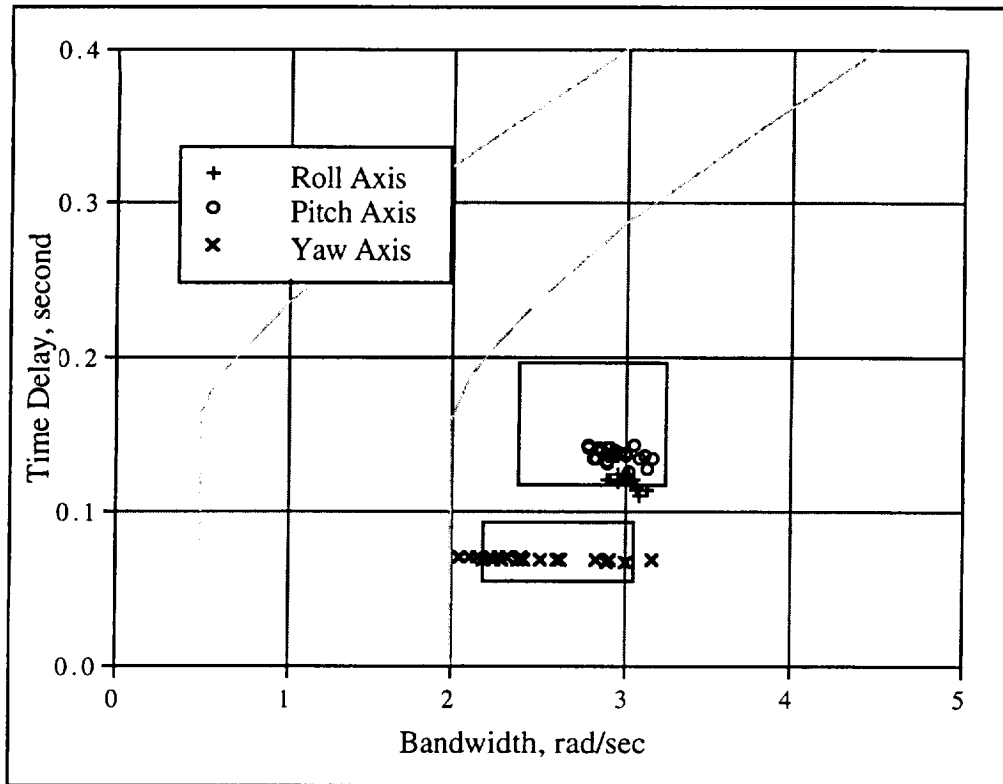 0.4
0.3
0.2
0.1
0.0
Time Delay, second
+ Roll Axis
o Pitch Axis
x Yaw Axis
0 1 2 3 4 5
Bandwidth, rad/sec